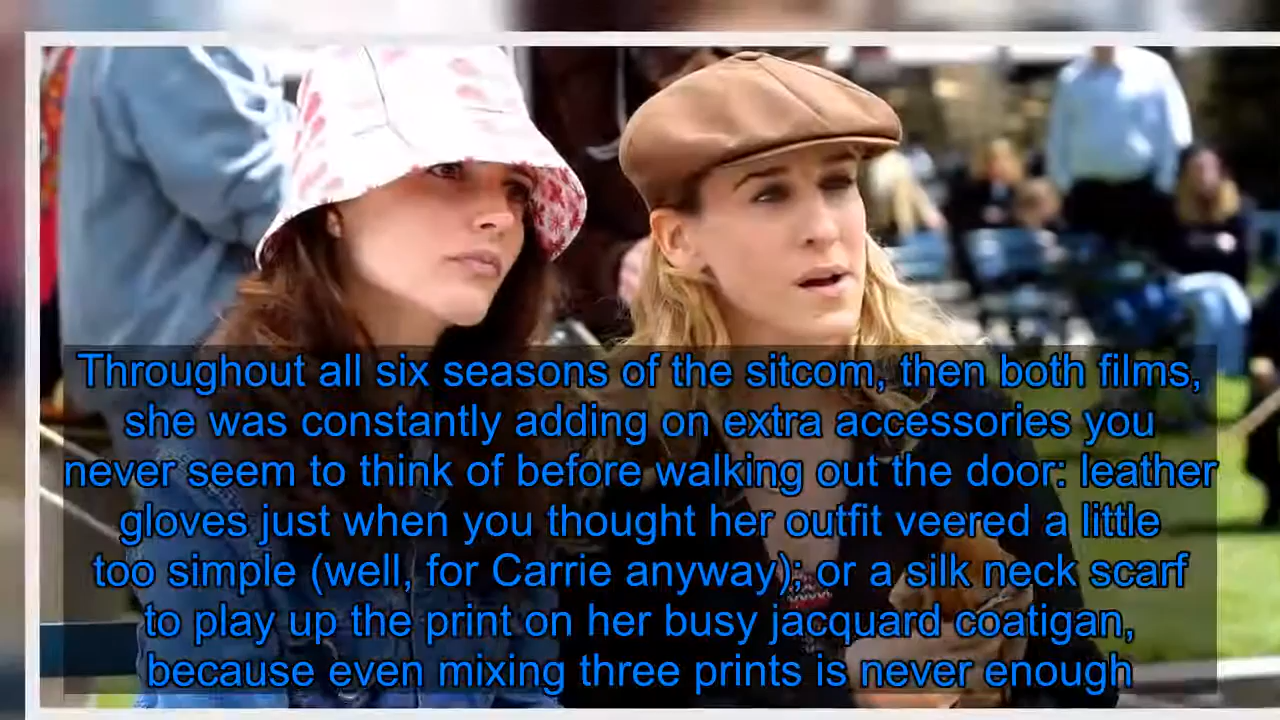 Throughout all six seasons of the sitcom, then both films,
she was constantly adding on extra accessories you
never seem to think of before walking out the door: leather
gloves just when you thought her outfit veered a little
too simple (well, for Carrie anyway); or a silk neck scarf
to play up the print on her busy jacquard coatigan,
because even mixing three prints is never enough